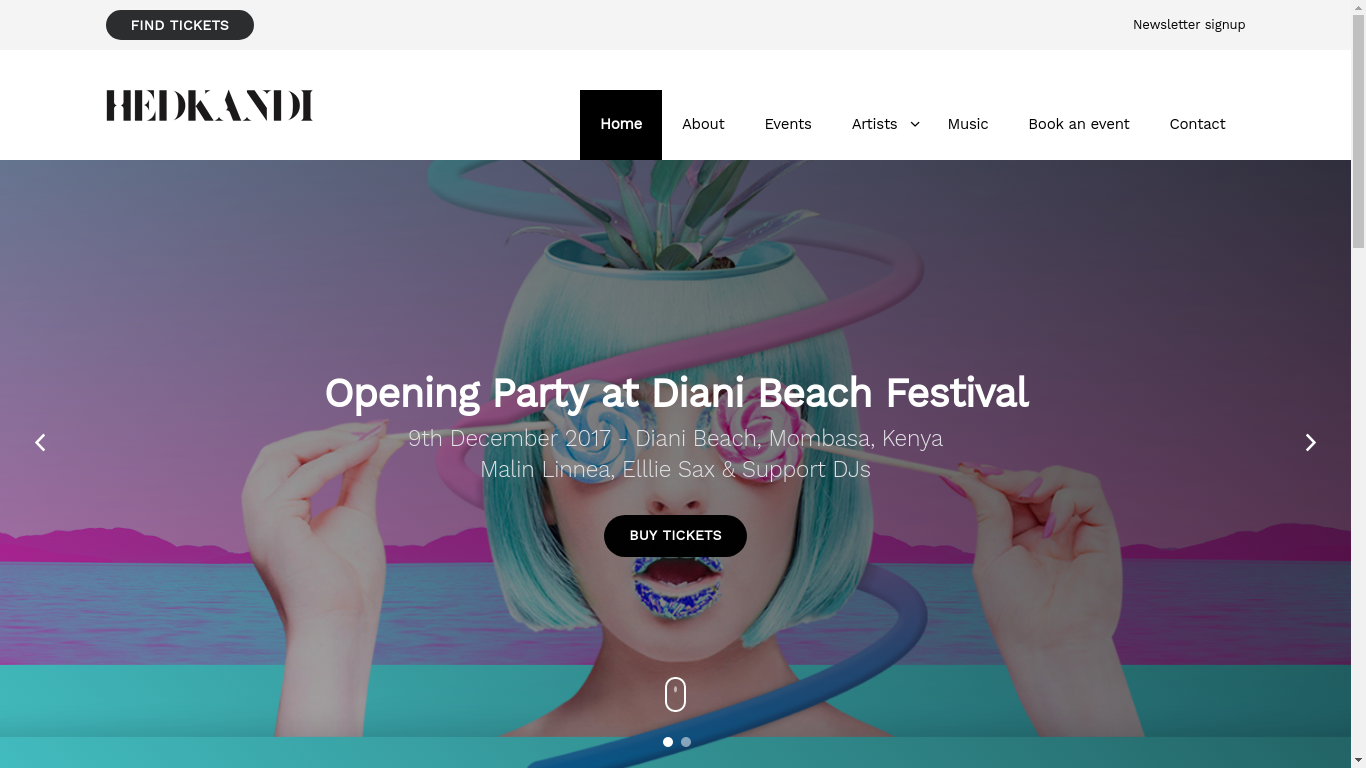 FIND TICKETS
Newsletter signup
HEDKANDI
Home
About
Events
Artists
Music
Book an event
Contact
Opening Party at Diani Beach Festival
9th December 2017 - Diani Beach, Mombasa, Kenya
Malin Linnea, Elllie Sax & Support DJs
BUY TICKETS